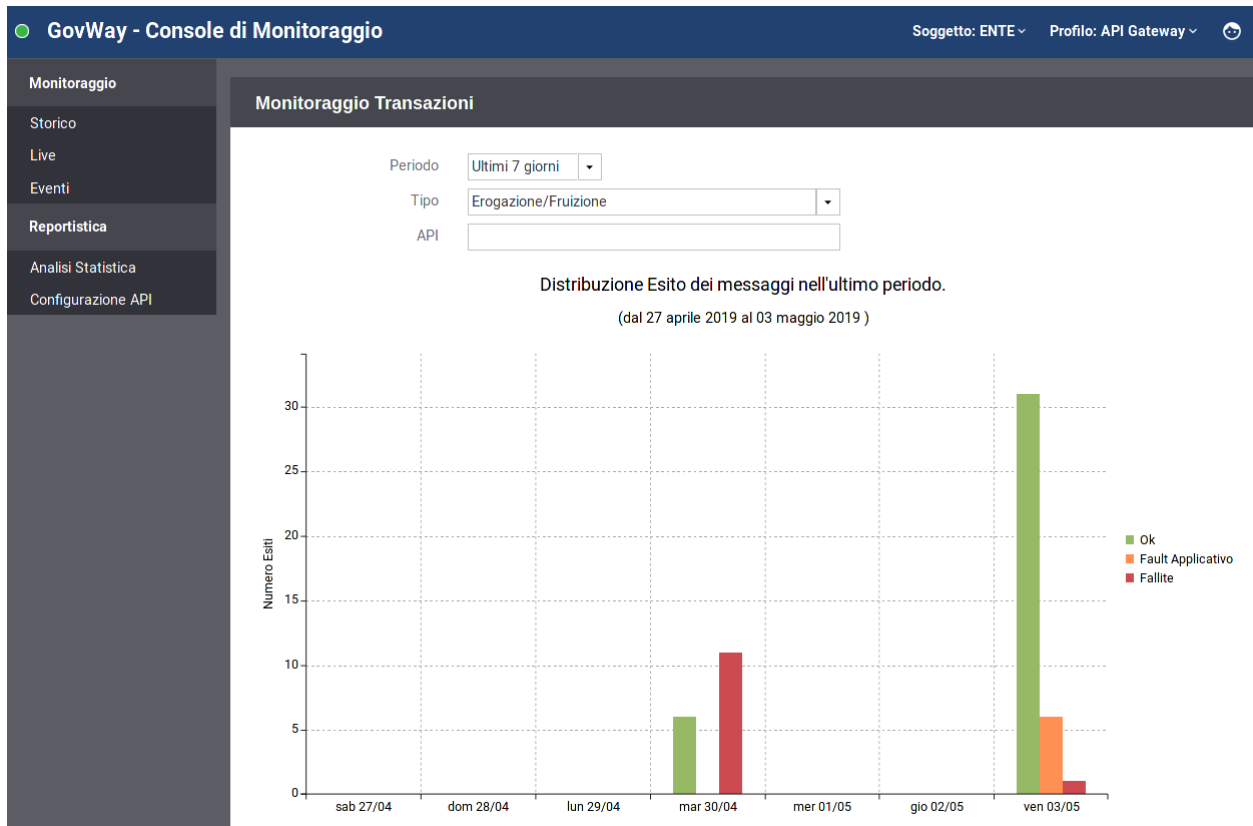 GovWay - Console di Monitoraggio
Soggetto: ENTE
Profilo: API Gateway
Monitoraggio
Storico
Live
Eventi
Reportistica
Analisi Statistica
Configurazione API
Monitoraggio Transazioni
Periodo
Ultimi 7 giorni
Tipo
Erogazione/Fruizione
API
Distribuzione Esito dei messaggi nell'ultimo periodo.
(dal 27 aprile 2019 al 03 maggio 2019 )
Numero Esiti
30
25
20
15
10
5
0
sab 27/04
dom 28/04
lun 29/04
mar 30/04
mer 01/05
gio 02/05
ven 03/05
Ok
Fault Applicativo
Fallite